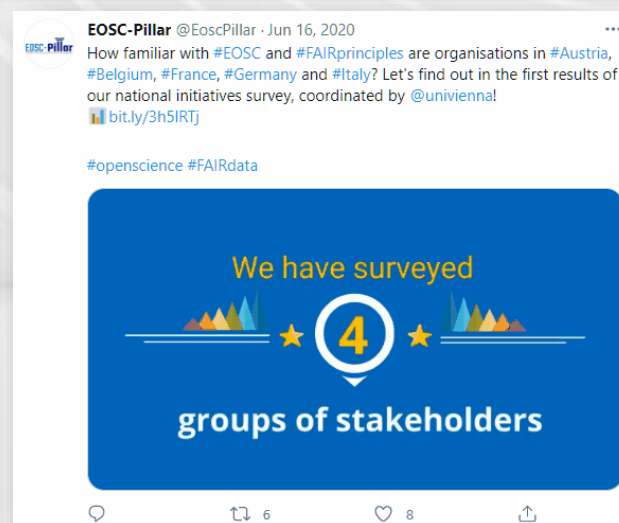 EOSC-Pillar @EoscPillar · Jun 16, 2020
EOSC-Pillar
How familiar with #EOSC and #FAIRprinciples are organisations in #Austria,
#Belgium, #France, #Germany and #Italy? Let's find out in the first results of
our national initiatives survey, coordinated by @univienna!
bit.ly/3h5IRTj
#openscience #FAIRdata
We have surveyed
4
groups of stakeholders
6 8